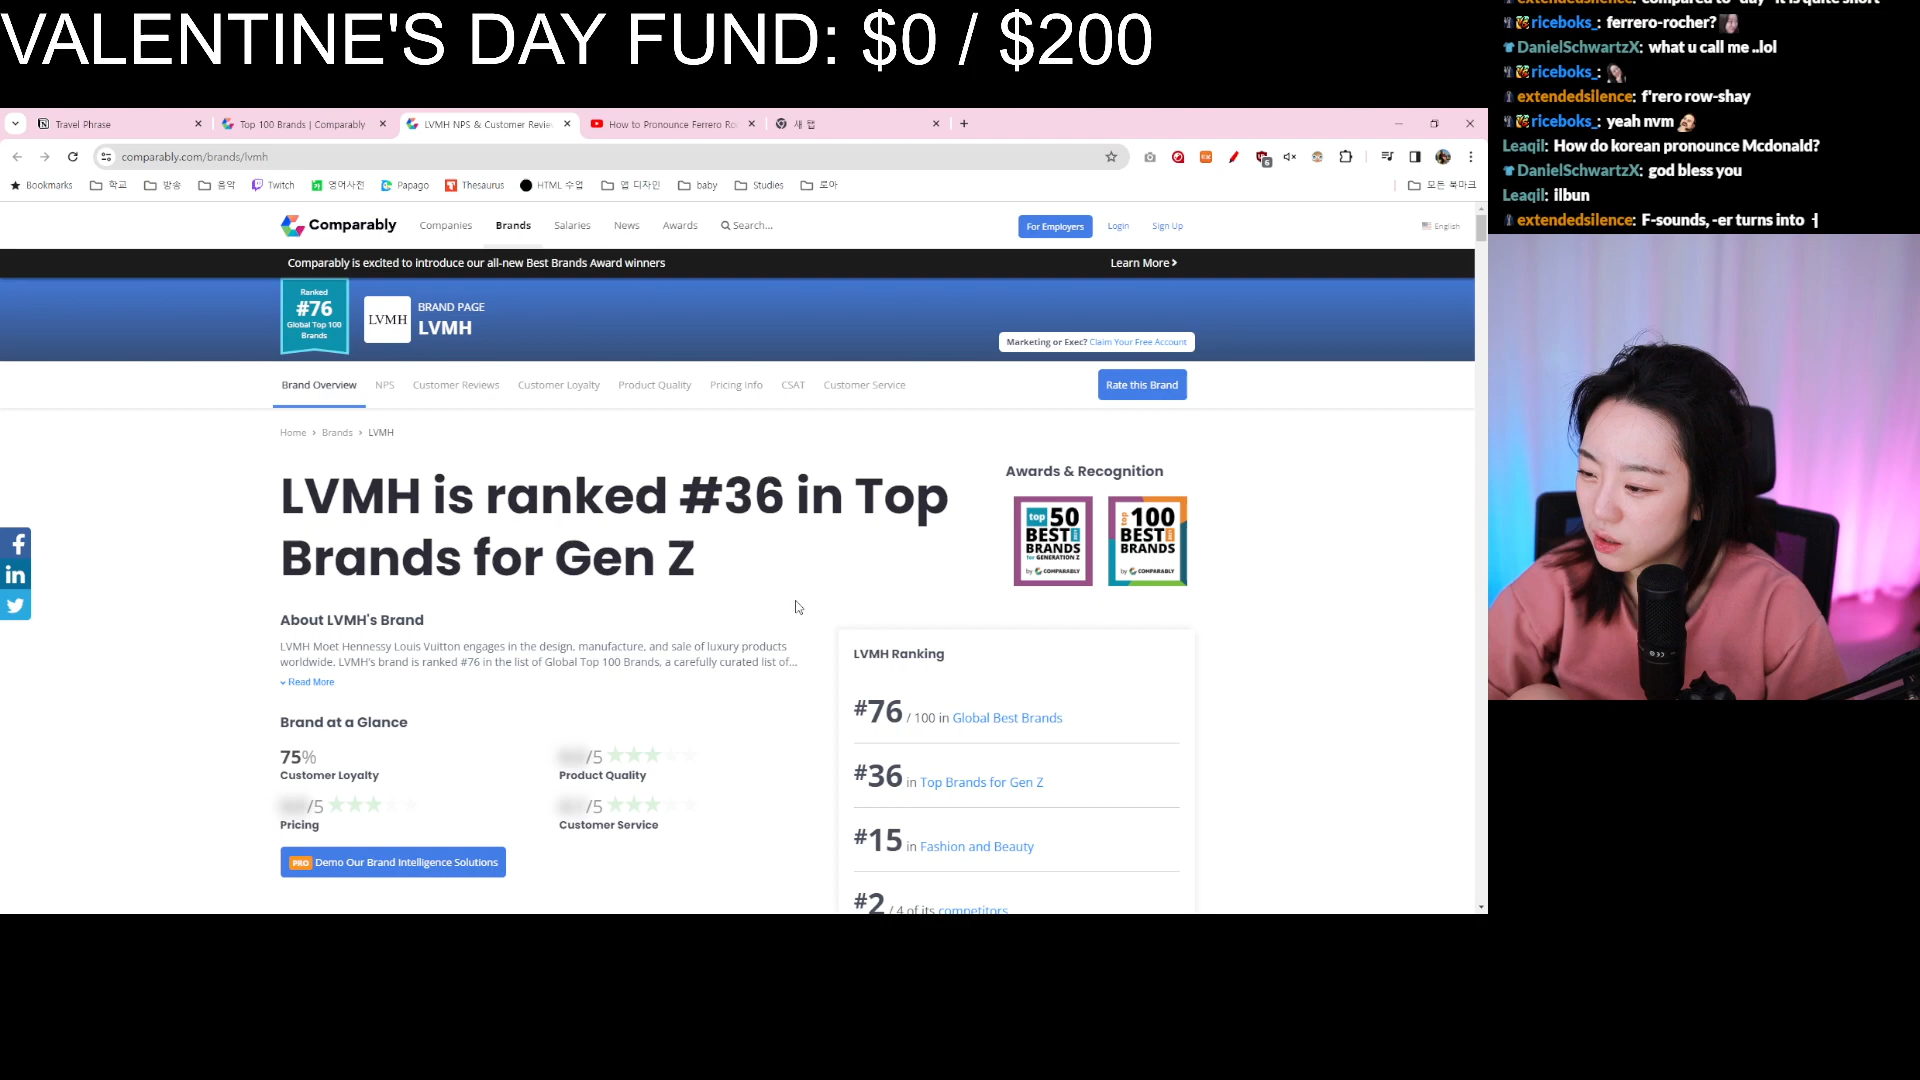 VALENTINE'S DAY FUND: $0 / $200
riceboks_: ferrero-rocher?
DanielSchwartzX: what u call me ..lol
riceboks_:
extendedsilence: f'rero row-shay
riceboks_: yeah nvm
Leaqil: How do korean pronounce Mcdonald?
DanielSchwartzX: god bless you
Leaqil: ilbun
extendedsilence: F-sounds, -er turns into ㅓ
Travel Phrase
Top 100 Brands | Comparably
LVMH NPS & Customer Revie
How to Pronounce Ferrero Ro
새 탭
comparably.com/brands/lvmh
Bookmarks
학교
방송
음악
Twitch
영어사전
Papago
Thesaurus
HTML 수업
앱 디자인
baby
Studies
로아
모든 북마크
Comparably
Companies
Brands
Salaries
News
Awards
Search...
For Employers
Login
Sign Up
English
Comparably is excited to introduce our all-new Best Brands Award winners
Learn More >
Ranked
#76
Global Top 100
Brands
LVMH
BRAND PAGE
LVMH
Marketing or Exec? Claim Your Free Account
Brand Overview
NPS
Customer Reviews
Customer Loyalty
Product Quality
Pricing Info
CSAT
Customer Service
Rate this Brand
Home > Brands > LVMH
LVMH is ranked #36 in Top
Brands for Gen Z
Awards & Recognition
top 50
BEST
BRANDS
for GENERATION Z
by COMPARABLY
top 100
BEST
BRANDS
by COMPARABLY
About LVMH's Brand
LVMH Moet Hennessy Louis Vuitton engages in the design, manufacture, and sale of luxury products
worldwide. LVMH's brand is ranked #76 in the list of Global Top 100 Brands, a carefully curated list of...
Read More
Brand at a Glance
75%
Customer Loyalty
/5
Product Quality
/5
Pricing
/5
Customer Service
PRO Demo Our Brand Intelligence Solutions
LVMH Ranking
#76 / 100 in Global Best Brands
#36 in Top Brands for Gen Z
#15 in Fashion and Beauty
#2 / 4 of its competitors